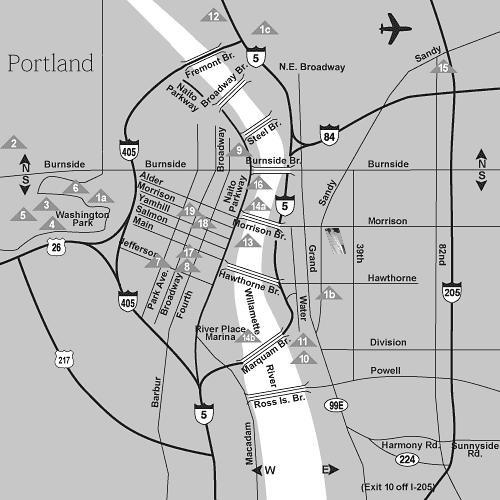 12
1c
5
Sandy
Portland
Fremont Br.
15
N.E. Broadway
Naito
Parkway
Broadway Br.
Steel Br.
84
2
405
9
Broadway
N
S
Burnside
Burnside
Burnside Br.
Burnside
N
S
6
1a
Alder
Morrison
Yamhill
Salmon
Main
Naito
Parkway
16
14a
5
Sandy
3
5
4
Washington
Park
19
18
Morrison Br.
13
Morrison
26
Jefferson
7
17
8
Grand
39th
82nd
Hawthorne Br.
Hawthorne
405
Park Ave.
Broadway
Fourth
Willamette
Water
1b
205
River Place
Marina
14b
Marquam Br.
11
10
Division
217
Barbur
River
Powell
5
Ross Is. Br.
99E
Macadam
Harmony Rd.
Sunnyside
Rd.
224
W
E
(Exit 10 off I-205)